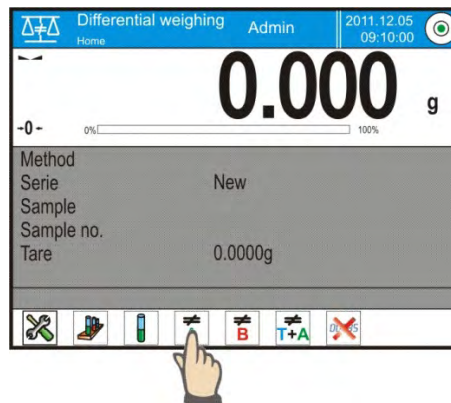 Differential weighing Admin 2011.12.05
Home 09:10:00
0.000 g
→0← 0% 100%
Method
Serie New
Sample
Sample no.
Tare 0.0000g
B T+A